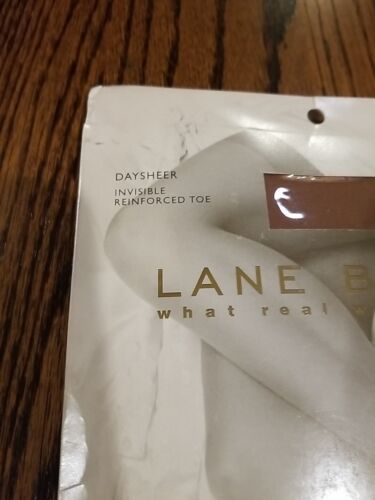 DAYSHEER
INVISIBLE
REINFORCED TOE
LANE B
what real w